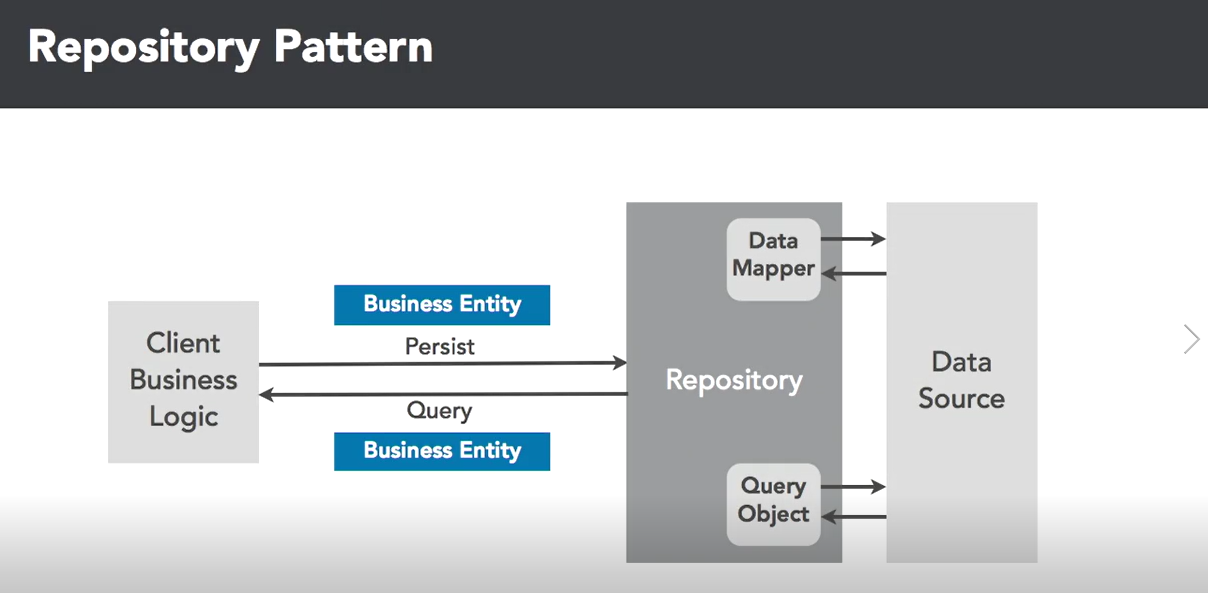 Repository Pattern
Data
Mapper
Business Entity
Persist
Client
Business
Logic
Query
Business Entity
Repository
Data
Source
Query
Object